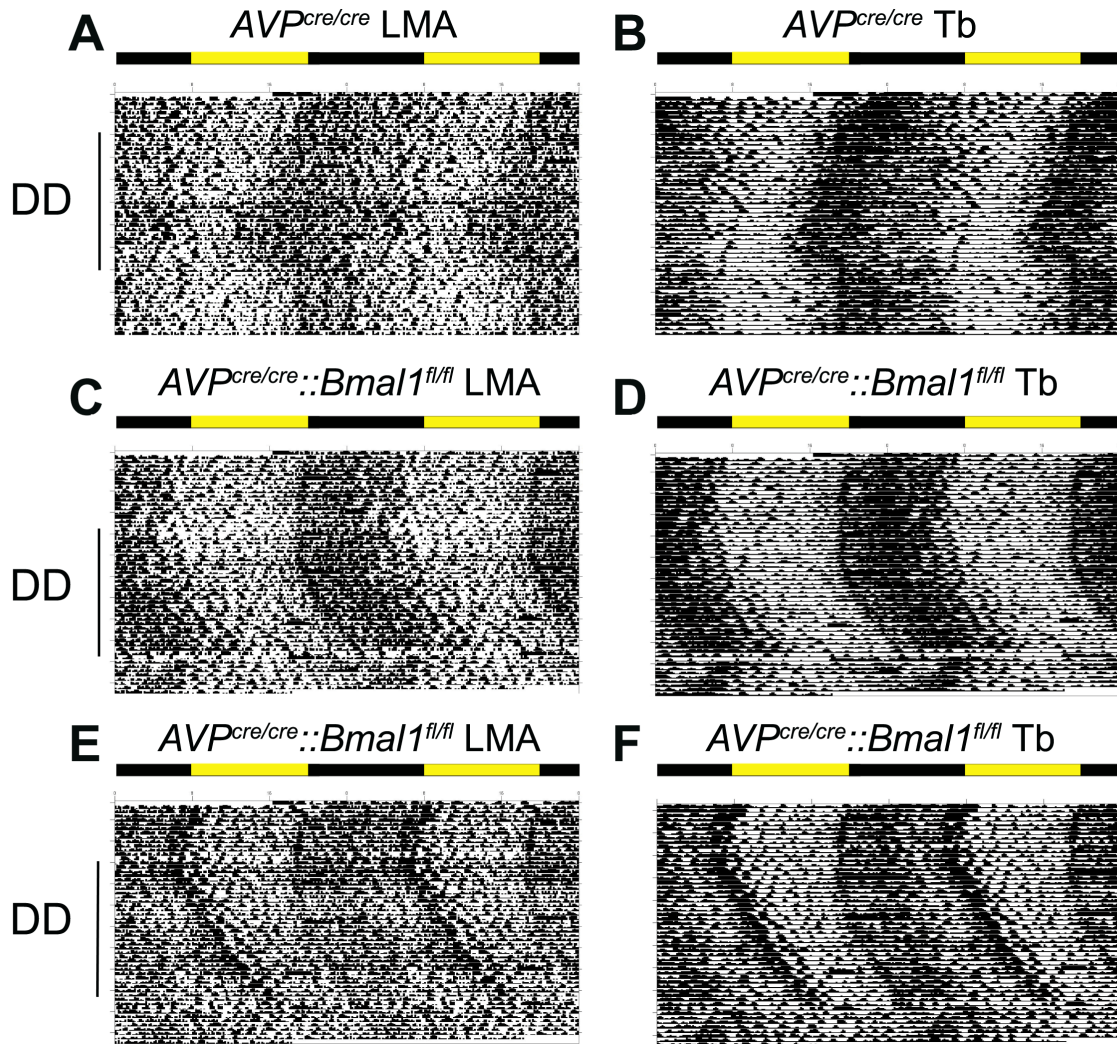 A
AVPcre/cre LMA
B
AVPcre/cre Tb
DD
C
AVPcre/cre::Bmal1fl/fl LMA
D
AVPcre/cre::Bmal1fl/fl Tb
DD
E
AVPcre/cre::Bmal1fl/fl LMA
F
AVPcre/cre::Bmal1fl/fl Tb
DD